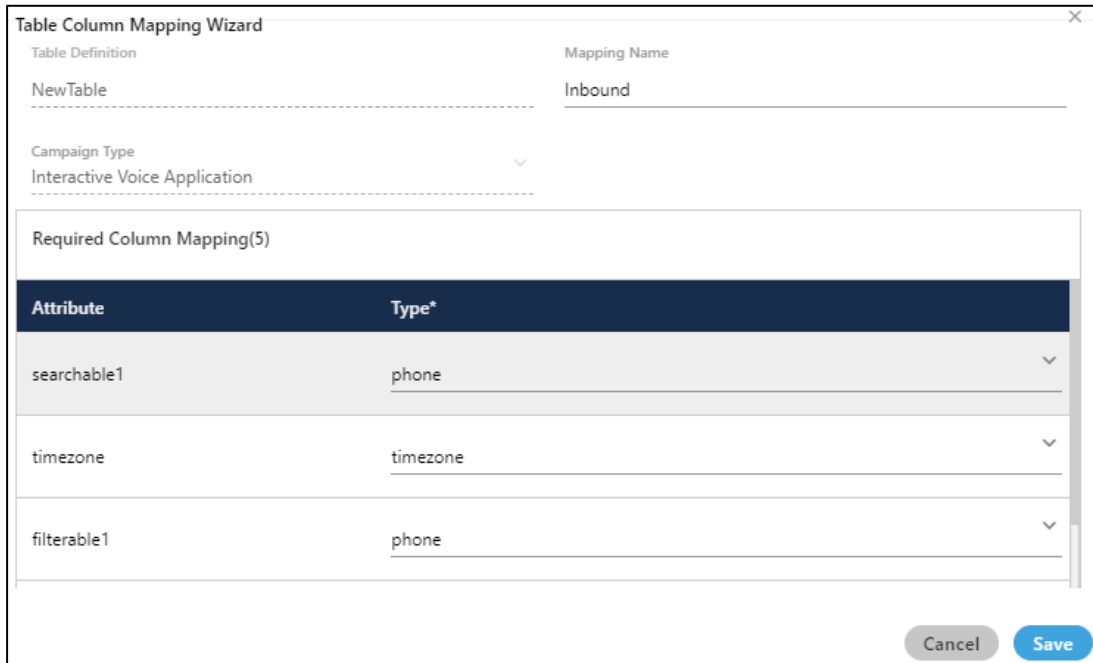 Table Column Mapping Wizard
Table Definition
Mapping Name
NewTable
Inbound
Campaign Type
Interactive Voice Application
Required Column Mapping(5)
Attribute Type*
searchable1 phone
timezone timezone
filterable1 phone
Cancel Save